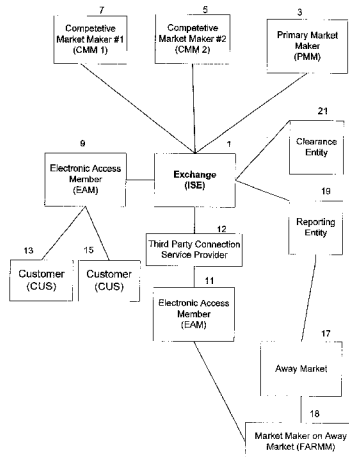 7
Competetive
Market Maker #1
(CMM 1)
5
Competetive
Market Maker #2
(CMM 2)
3
Primary Market
Maker
(PMM)
9
Electronic Access
Member
(EAM)
1
Exchange
(ISE)
21
Clearance
Entity
19
Reporting
Entity
13
Customer
(CUS)
15
Customer
(CUS)
12
Third Party Connection
Service Provider
11
Electronic Access
Member
(EAM)
17
Away Market
18
Market Maker on Away
Market (FARMM)